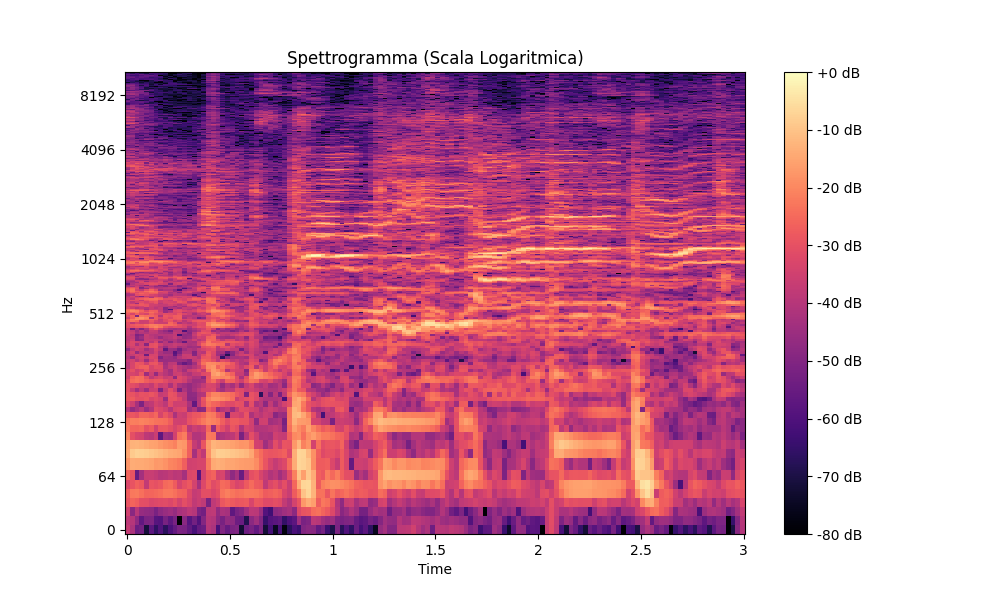 Spettrogramma (Scala Logaritmica)
Hz
8192
4096
2048
1024
512
256
128
64
0
0
0.5
1
1.5
2
2.5
3
Time
+0 dB
-10 dB
-20 dB
-30 dB
-40 dB
-50 dB
-60 dB
-70 dB
-80 dB